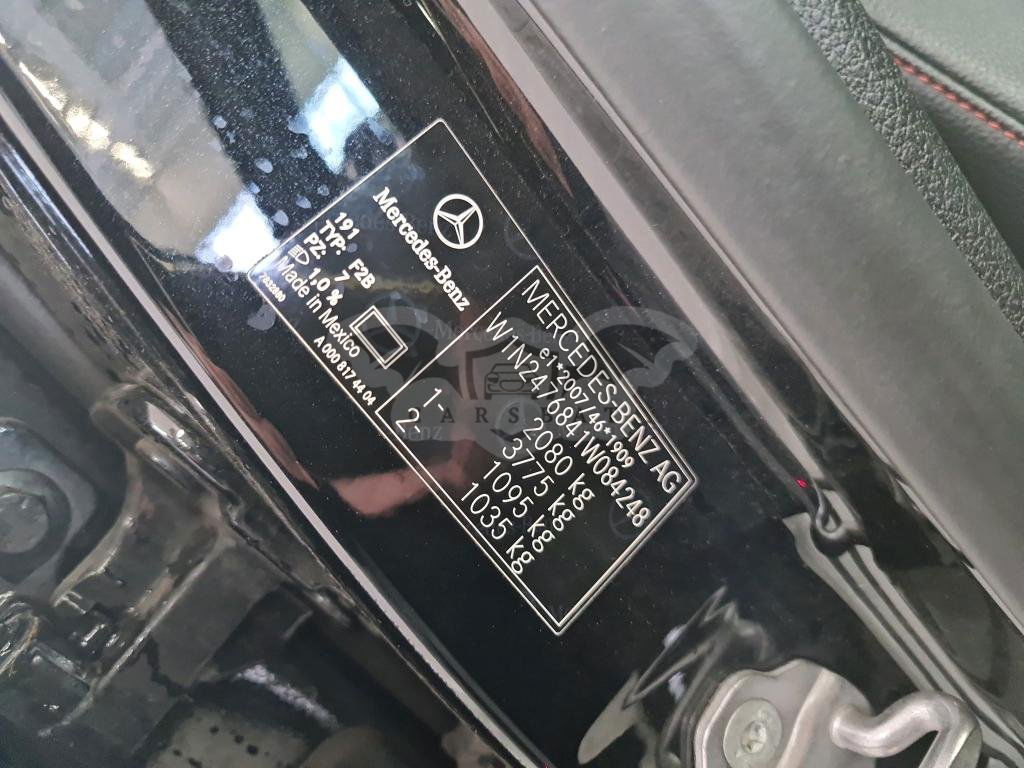 Mercedes-Benz
MERCEDES-BENZ AG
e1*2007/46*1909
W1N2476841W084248
2080 kg
3775 kg
1- 1095 kg
2- 1035 kg
191
TYP: F2B
PZ: 7
1.0 %
Made in Mexico
A 000 817 44 04